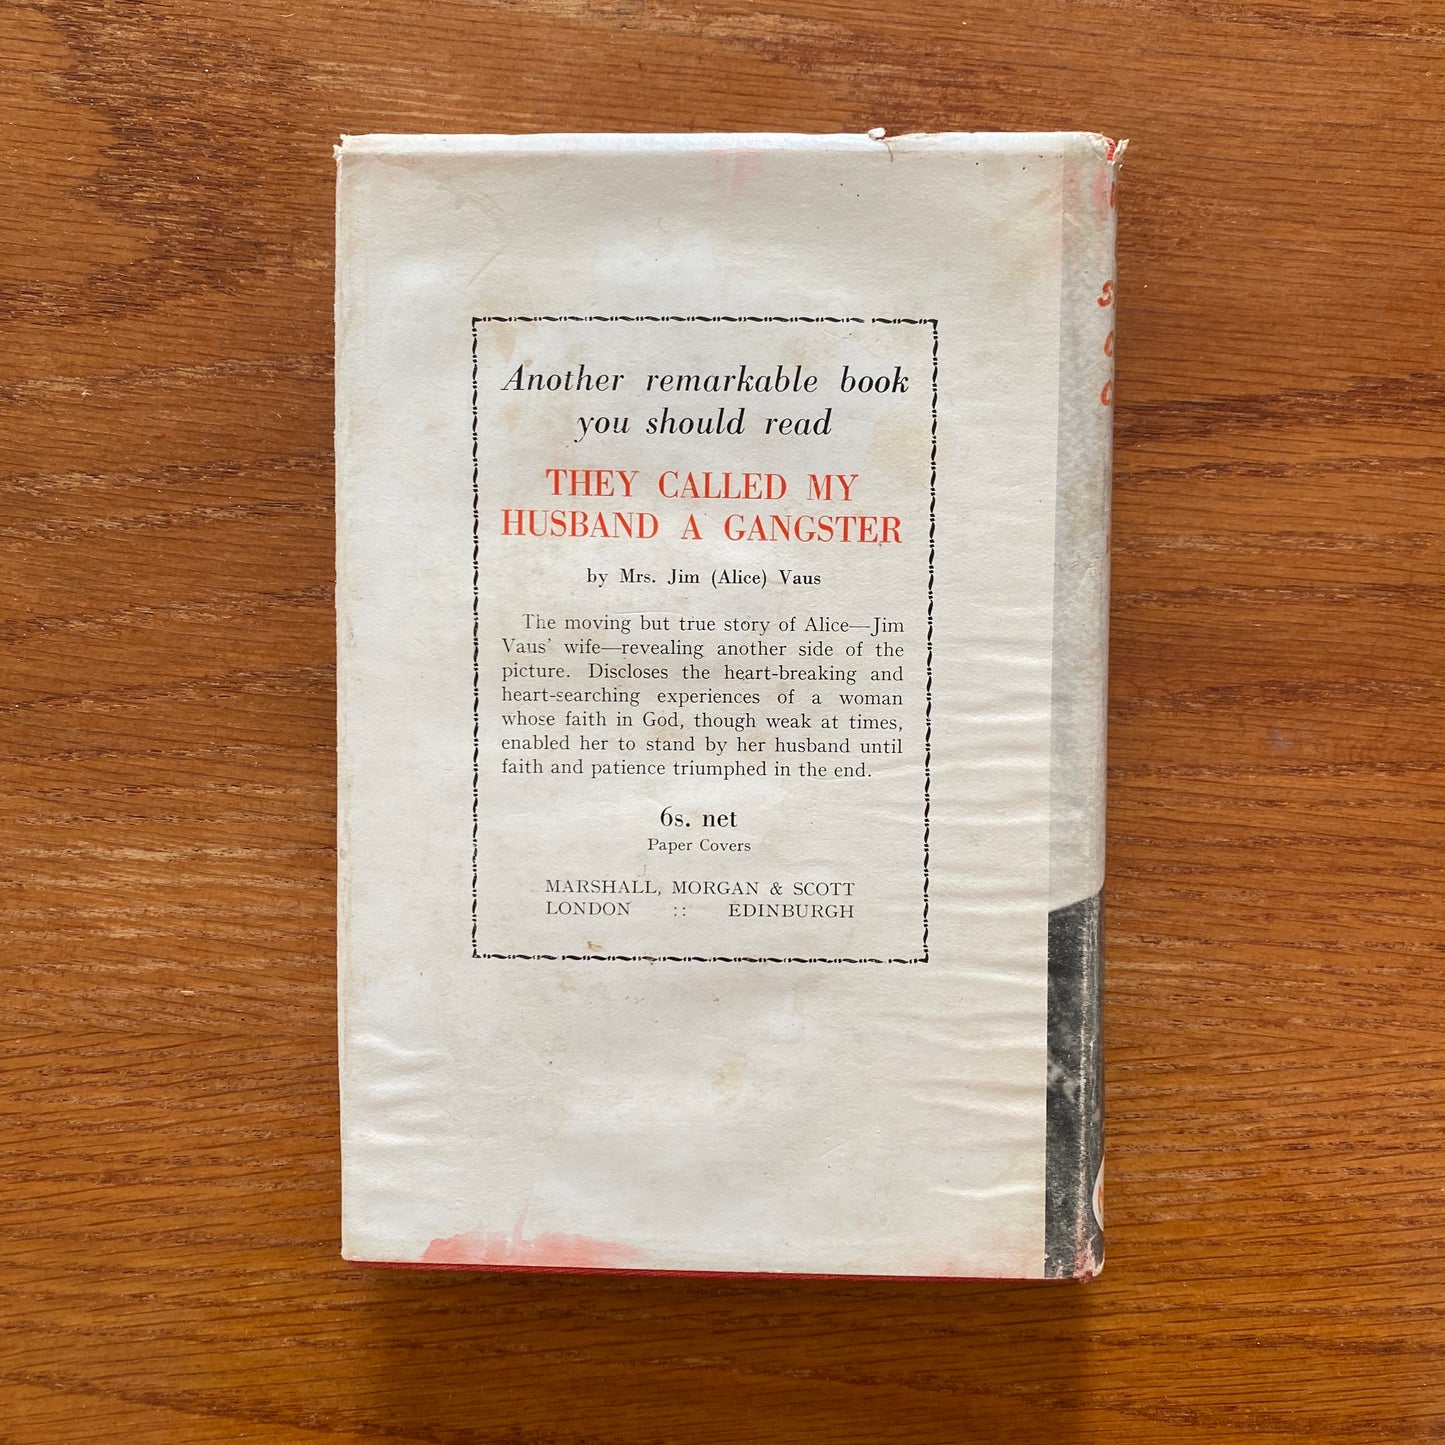 Another remarkable book
you should read
THEY CALLED MY
HUSBAND A GANGSTER
by Mrs. Jim (Alice) Vaus
The moving but true story of Alice—Jim
Vaus' wife—revealing another side of the
picture. Discloses the heart-breaking and
heart-searching experiences of a woman
whose faith in God, though weak at times,
enabled her to stand by her husband until
faith and patience triumphed in the end.
6s. net
Paper Covers
MARSHALL, MORGAN & SCOTT
LONDON :: EDINBURGH